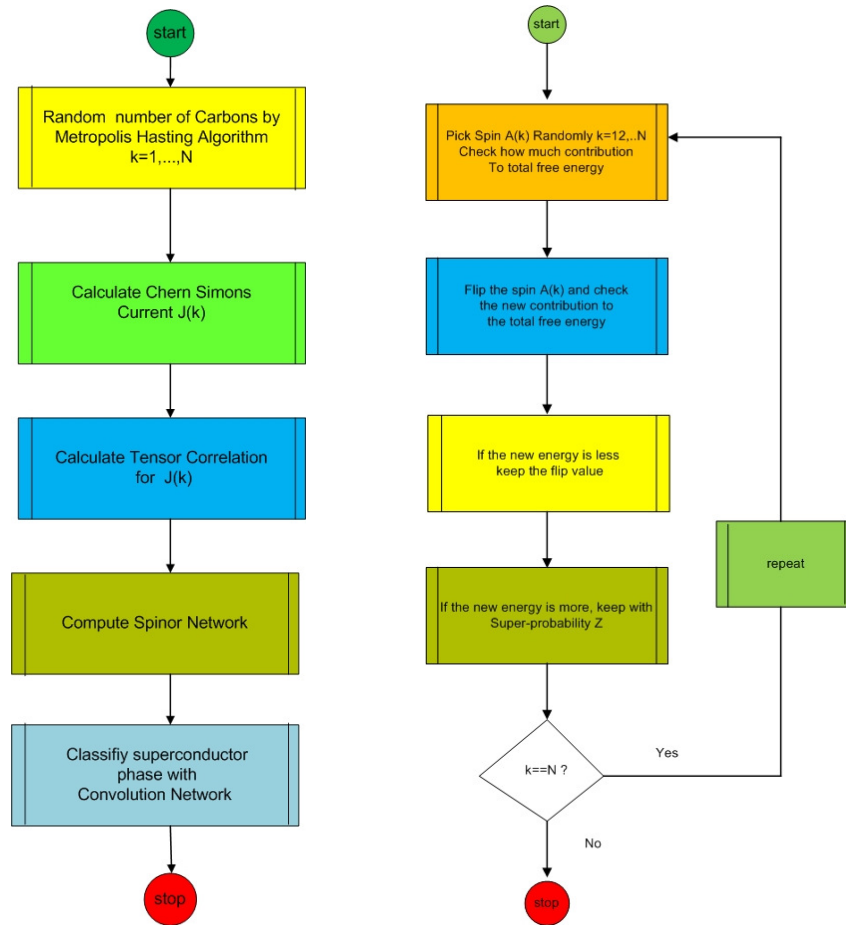 start
Random number of Carbons by
Metropolis Hasting Algorithm
k=1,...,N
Calculate Chern Simons
Current J(k)
Calculate Tensor Correlation
for J(k)
Compute Spinor Network
Classifiy superconductor
phase with
Convolution Network
stop
start
Pick Spin A(k) Randomly k=12,..N
Check how much contribution
To total free energy
Flip the spin A(k) and check
the new contribution to
the total free energy
If the new energy is less
keep the flip value
If the new energy is more, keep with
Super-probability Z
k==N ?
Yes
repeat
No
stop